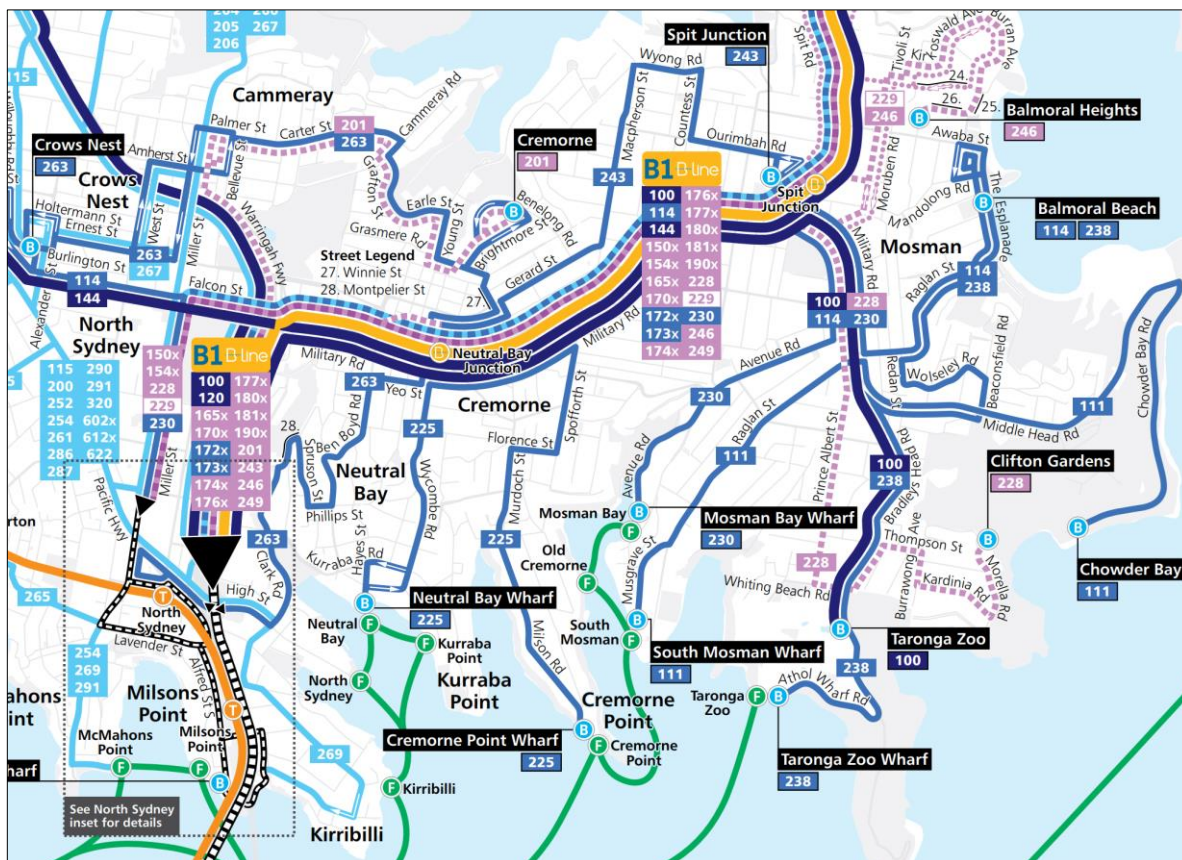 204
205 267
206
115
Cammeray
Palmer St
Carter St
201
263
Cammeray Rd
Crows Nest
263
Amherst St
Bellevue St
Crows
Nest
Holtermann St
Ernest St
West St
Miller St
Warringah Fwy
Burlington St
263
267
114
144
Falcon St
Alexander St
North
Sydney
Grafton St
Earle St
Grasmere Rd
Young St
Street Legend
27. Winnie St
28. Montpelier St
Cremorne
201
Benelong Rd
Brightmore St
Gerard St
27.
Wyong Rd
Macpherson St
Countess St
243
Ourimbah St
Spit Junction
243
Spit Rd
Spit
Junction
B1 B-line
100 176x
114 177x
144 180x
150x 181x
154x 190x
165x 228
170x 229
172x 230
173x 246
174x 249
Tivoli St
Burran Ave
24.
26.
25.
229
246
Balmoral Heights
246
Awaba St
Moruben Rd
Mandolong Rd
The Esplanade
Balmoral Beach
114 238
Mosman
Military Rd
Raglan St
114
238
100 228
114 230
Wolseley Rd
Beaconsfield Rd
Redan St
Middle Head Rd
111
Chowder Bay Rd
150x
154x
228
229
230
B1 B-line
100 177x
120 180x
165x 181x
170x 190x
172x 201
173x 243
174x 246
176x 249
115 290
200 291
252 320
254 602x
261 612x
286 622
287
Miller St
Pacific Hwy
Military Rd
Neutral Bay
Junction
Military Rd
263
Yeo St
Ben Boyd Rd
28.
Spruson St
Neutral
Bay
Phillips St
225
Wycombe Rd
Cremorne
Florence St
Spofforth St
Murdoch St
225
Avenue Rd
230
Raglan St
111
Avenue Rd
Prince Albert St
100
238
Bradleys Head Rd
Clifton Gardens
228
Mosman Bay
Mosman Bay Wharf
230
Old
Cremorne
Musgrave St
Thompson St
228
Whiting Beach Rd
Burrawong Ave
Kardinia Rd
Morella Rd
Chowder Bay
111
Taronga Zoo
100
263
Clark Rd
High St
Kurraba Rd
Hayes St
Neutral Bay Wharf
225
Neutral
Bay
Kurraba
Point
Kurraba
Point
North
Sydney
Milson Rd
South
Mosman
South Mosman Wharf
111
265
T
North
Sydney
Lavender St
254
269
291
Alfred St S
T
Milsons
Point
McMahons
Point
Milsons
Point
269
Kirribilli
Kirribilli
Cremorne Point Wharf
225
Cremorne
Point
Cremorne
Point
Taronga
Zoo
Athol Wharf Rd
238
Taronga Zoo Wharf
238
See North Sydney
inset for details